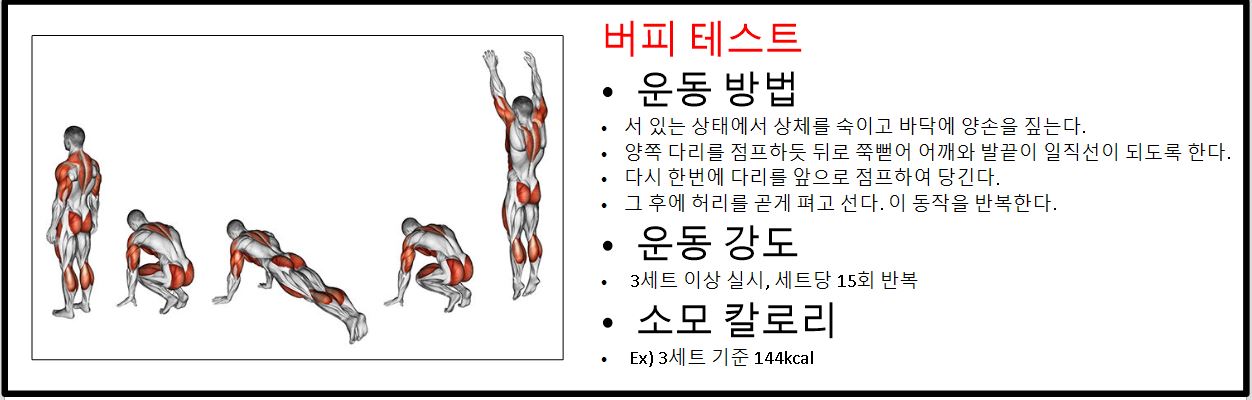 버피 테스트
• 운동 방법
• 서 있는 상태에서 상체를 숙이고 바닥에 양손을 짚는다.
• 양쪽 다리를 점프하듯 뒤로 쭉뻗어 어깨와 발끝이 일직선이 되도록 한다.
• 다시 한번에 다리를 앞으로 점프하여 당긴다.
• 그 후에 허리를 곧게 펴고 선다. 이 동작을 반복한다.
• 운동 강도
• 3세트 이상 실시, 세트당 15회 반복
• 소모 칼로리
• Ex) 3세트 기준 144kcal